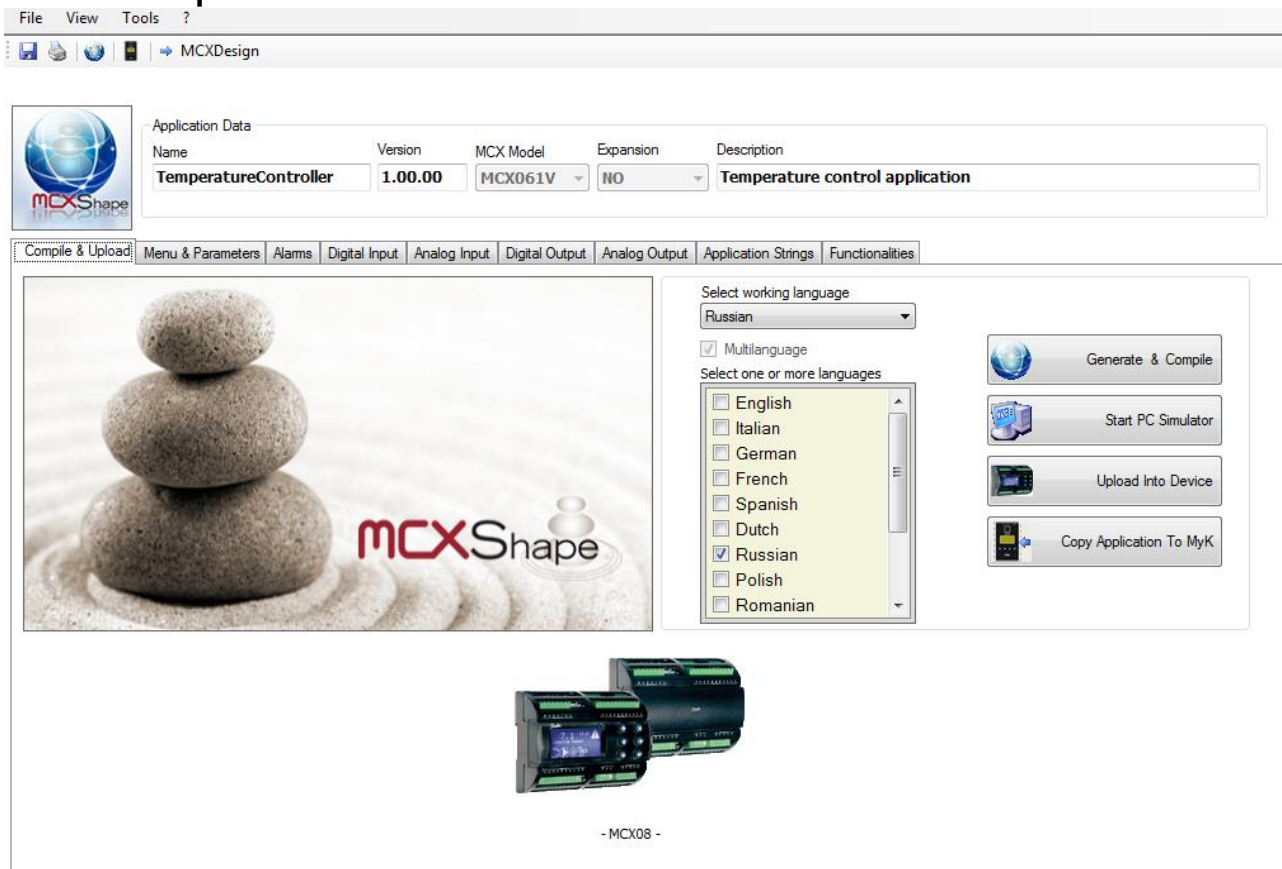 File View Tools ?
MCXDesign
Application Data
Name Version MCX Model Expansion Description
TemperatureController 1.00.00 MCX061V NO Temperature control application
MCXShape
Compile & Upload Menu & Parameters Alarms Digital Input Analog Input Digital Output Analog Output Application Strings Functionalities
Select working language
Russian
Multilanguage
Select one or more languages
English
Italian
German
French
Spanish
Dutch
Russian
Polish
Romanian
Generate & Compile
Start PC Simulator
Upload Into Device
Copy Application To MyK
MCXShape
- MCX08 -